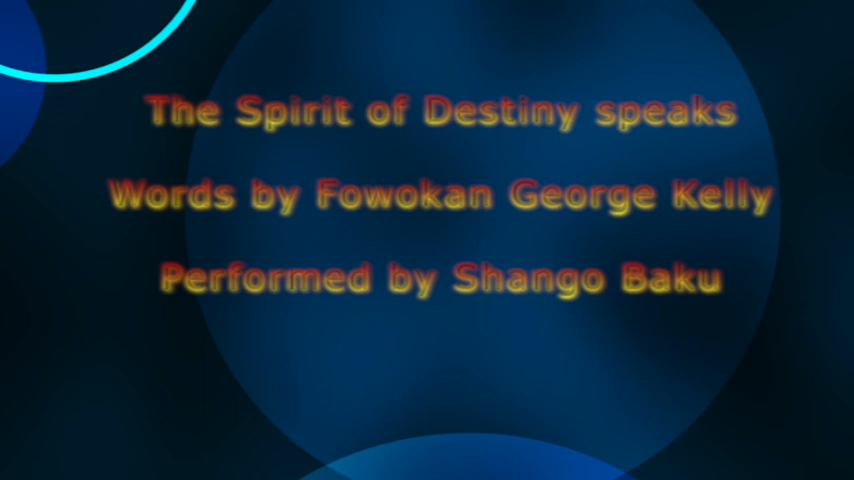 The Spirit of Destiny speaks
Words by Fowokan George Kelly
Performed by Shango Baku